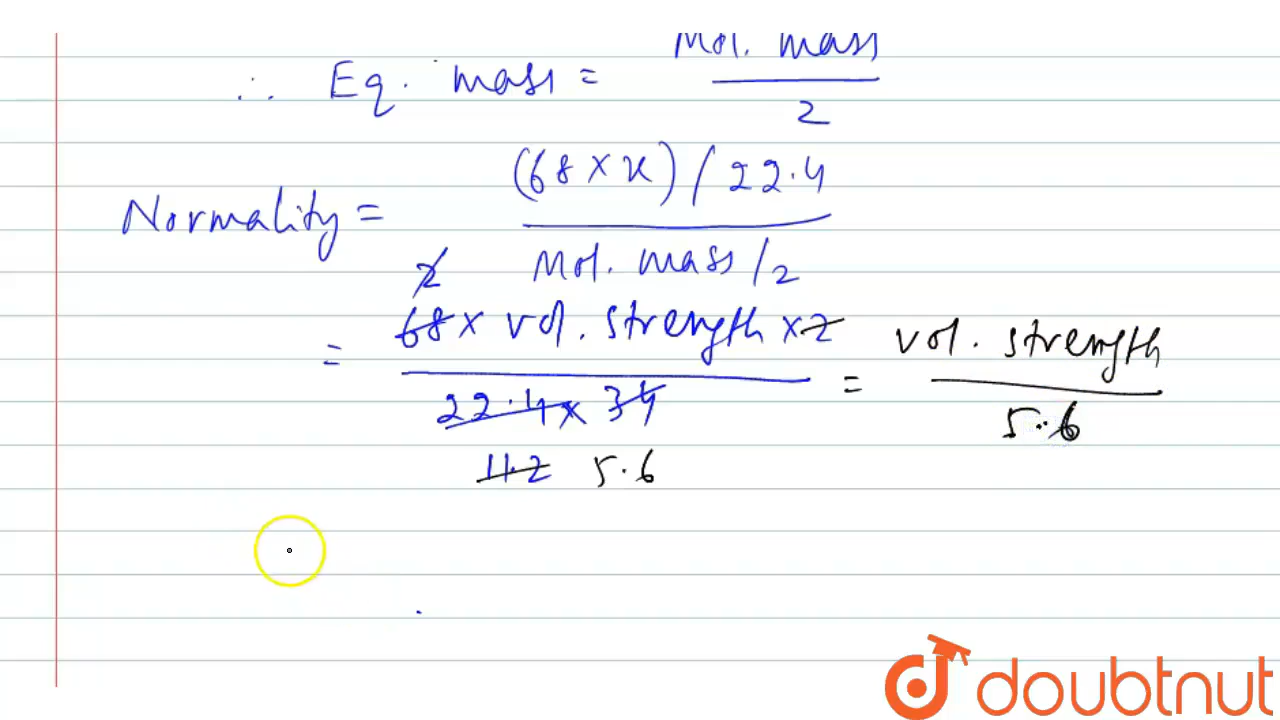 Mol. mass
∴ Eq. mass = ———
2
(68 × x) / 22.4
Normality = ———
Mol. mass / 2
2
68 × vol. strength × 2
= ——— = vol. strength / 5.6
22.4 × 34
11.2 5.6
doubtnut